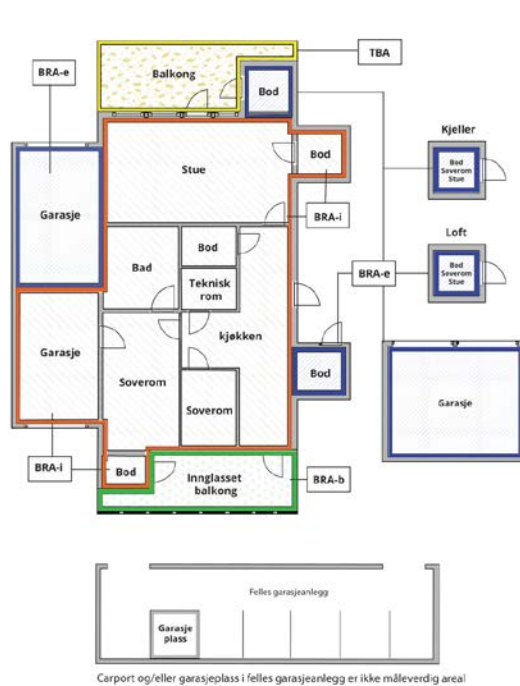 TBA
BRA-e
Balkong
Bod
Kjeller
Bod
Soverom
Stue
Stue
Bod
Garasje
BRA-i
Loft
Bod
Soverom
Stue
Bad
Bod
Teknisk
rom
BRA-e
kjøkken
Garasje
Soverom
Soverom
Bod
Garasje
BRA-i
Bod
Innglasset
balkong
BRA-b
Felles garasjeanlegg
Garasje
plass
Carport og/eller garasjeplass i felles garasjeanlegg er ikke måleverdig areal